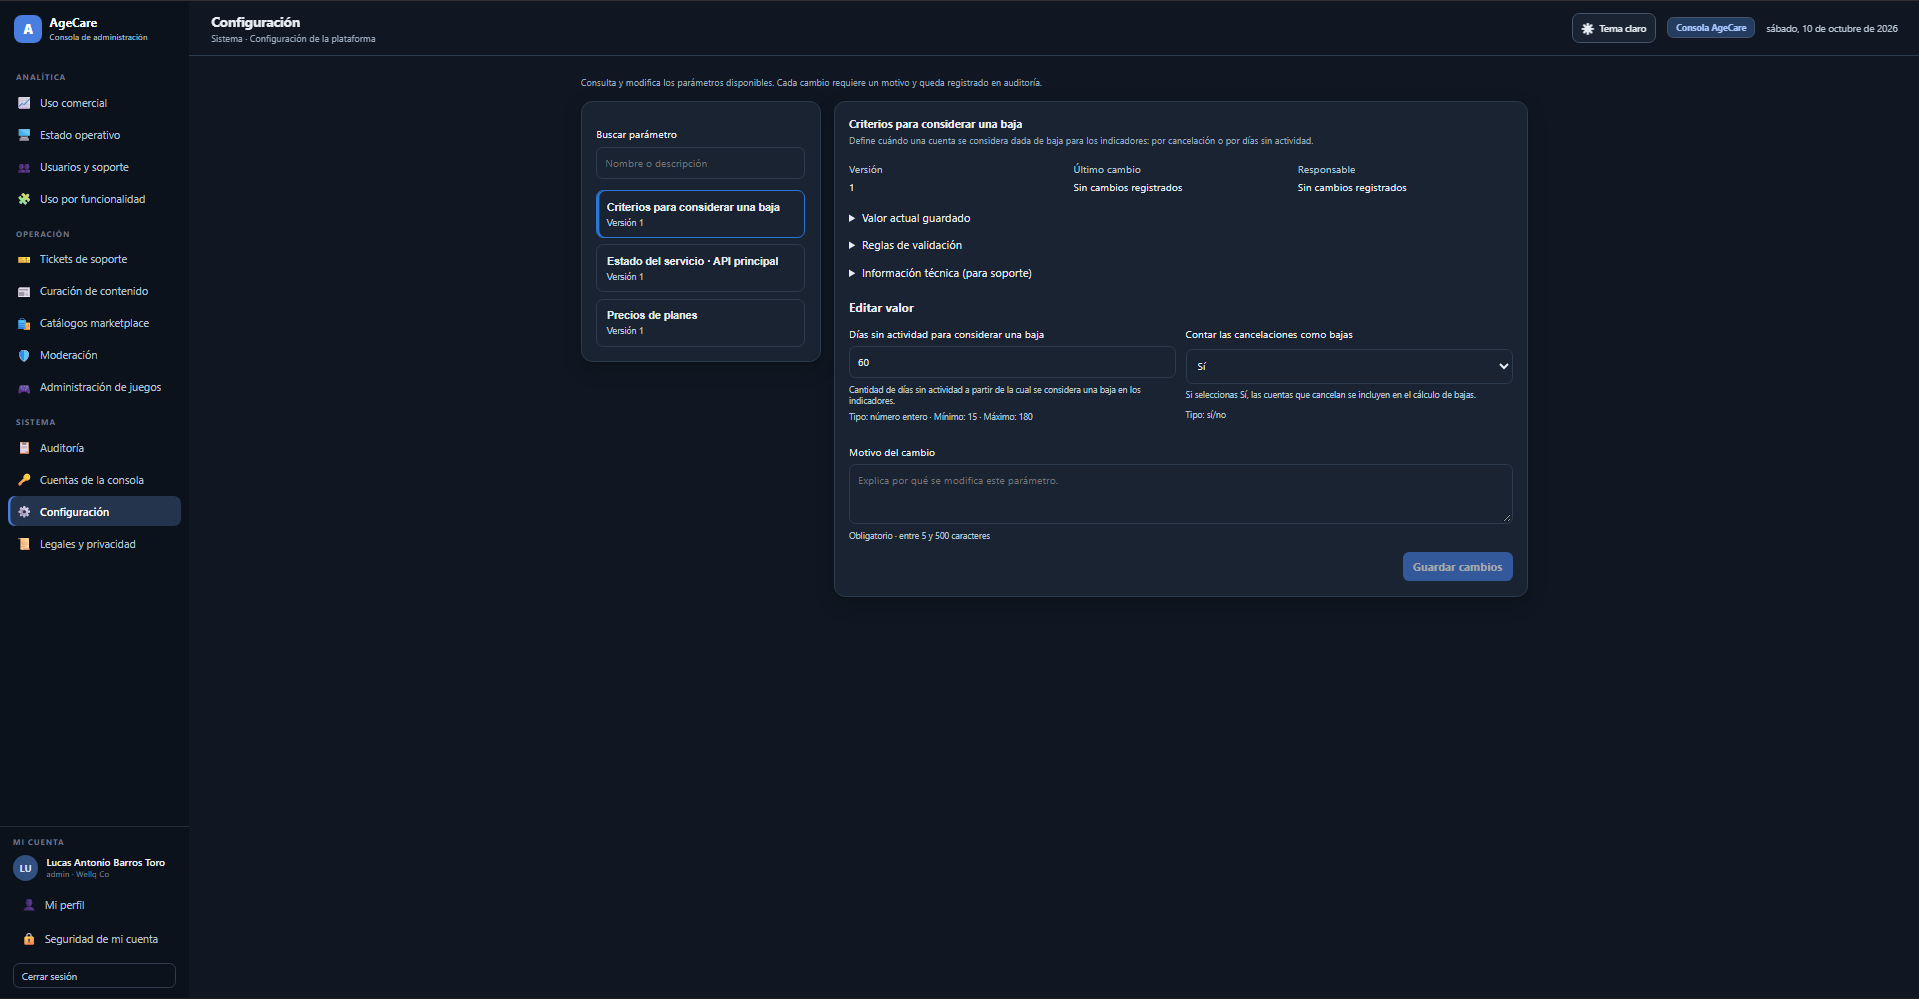 A
AgeCare
Consola de administración
ANALÍTICA
Uso comercial
Estado operativo
Usuarios y soporte
Uso por funcionalidad
OPERACIÓN
Tickets de soporte
Curación de contenido
Catálogos marketplace
Moderación
Administración de juegos
SISTEMA
Auditoría
Cuentas de la consola
Configuración
Legales y privacidad
MI CUENTA
LU
Lucas Antonio Barros Toro
admin · Wellq Co
Mi perfil
Seguridad de mi cuenta
Cerrar sesión
Configuración
Sistema · Configuración de la plataforma
Tema claro
Consola AgeCare
sábado, 10 de octubre de 2026
Consulta y modifica los parámetros disponibles. Cada cambio requiere un motivo y queda registrado en auditoría.
Buscar parámetro
Nombre o descripción
Criterios para considerar una baja
Versión 1
Estado del servicio · API principal
Versión 1
Precios de planes
Versión 1
Criterios para considerar una baja
Define cuándo una cuenta se considera dada de baja para los indicadores: por cancelación o por días sin actividad.
Versión
1
Último cambio
Sin cambios registrados
Responsable
Sin cambios registrados
Valor actual guardado
Reglas de validación
Información técnica (para soporte)
Editar valor
Días sin actividad para considerar una baja
60
Cantidad de días sin actividad a partir de la cual se considera una baja en los
indicadores.
Tipo: número entero · Mínimo: 15 · Máximo: 180
Contar las cancelaciones como bajas
Sí
Si seleccionas Sí, las cuentas que cancelan se incluyen en el cálculo de bajas.
Tipo: sí/no
Motivo del cambio
Explica por qué se modifica este parámetro.
Obligatorio · entre 5 y 500 caracteres
Guardar cambios